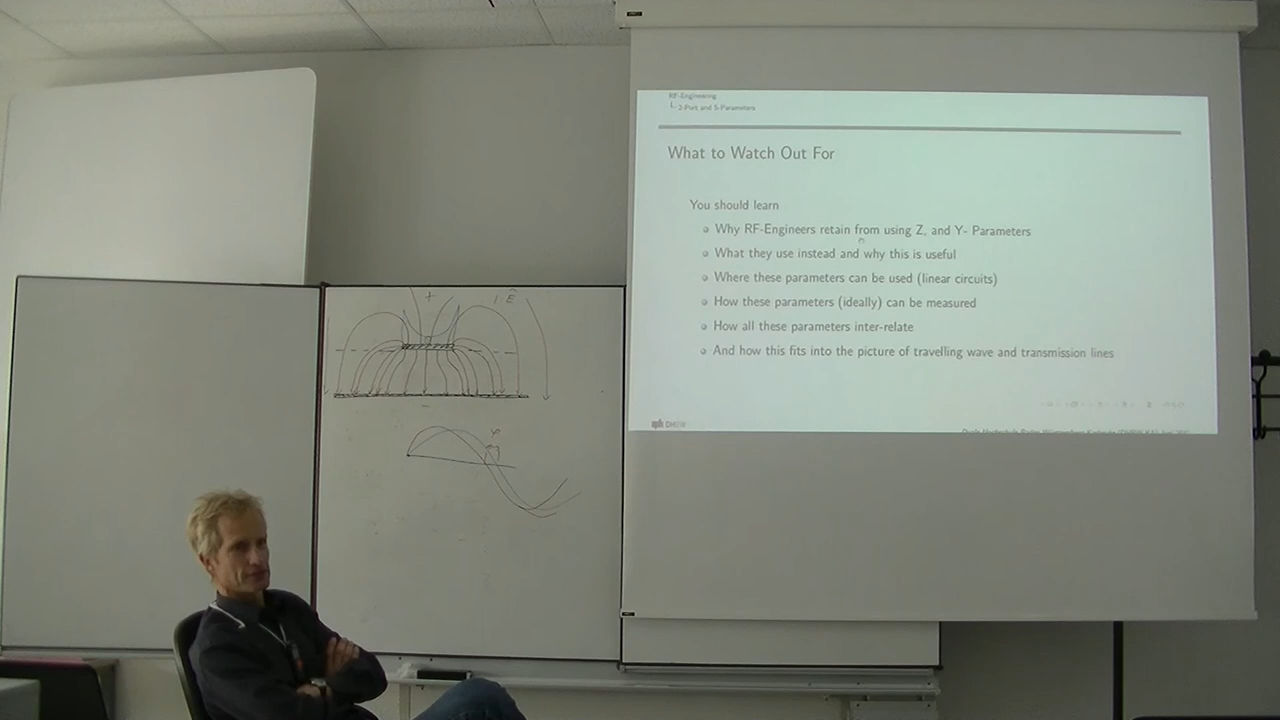 +
E
φ
RF-Engineering
2-Port and S-Parameters
What to Watch Out For
You should learn
Why RF-Engineers retain from using Z, and Y- Parameters
What they use instead and why this is useful
Where these parameters can be used (linear circuits)
How these parameters (ideally) can be measured
How all these parameters inter-relate
And how this fits into the picture of travelling wave and transmission lines